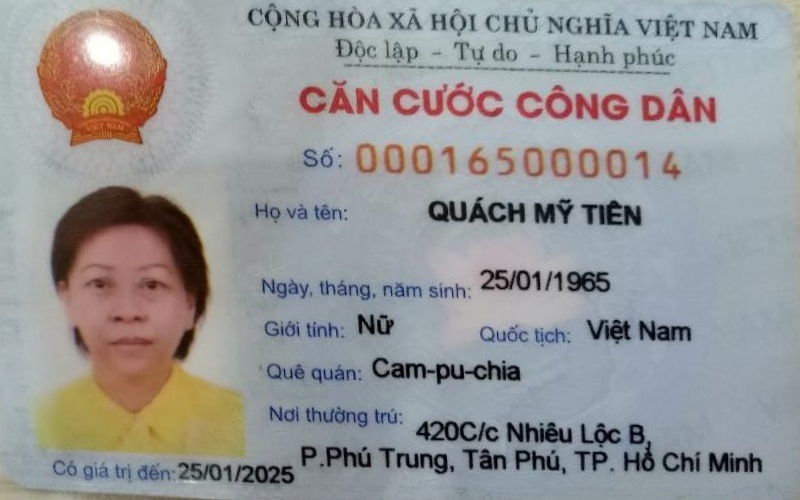 CỘNG HÒA XÃ HỘI CHỦ NGHĨA VIỆT NAM
Độc lập - Tự do - Hạnh phúc
CĂN CƯỚC CÔNG DÂN
VIỆT NAM
Số: 000165000014
Họ và tên: QUÁCH MỸ TIÊN
Ngày, tháng, năm sinh: 25/01/1965
Giới tính: Nữ Quốc tịch: Việt Nam
Quê quán: Cam-pu-chia
Nơi thường trú: 420C/c Nhiêu Lộc B,
P.Phú Trung, Tân Phú, TP. Hồ Chí Minh
Có giá trị đến: 25/01/2025